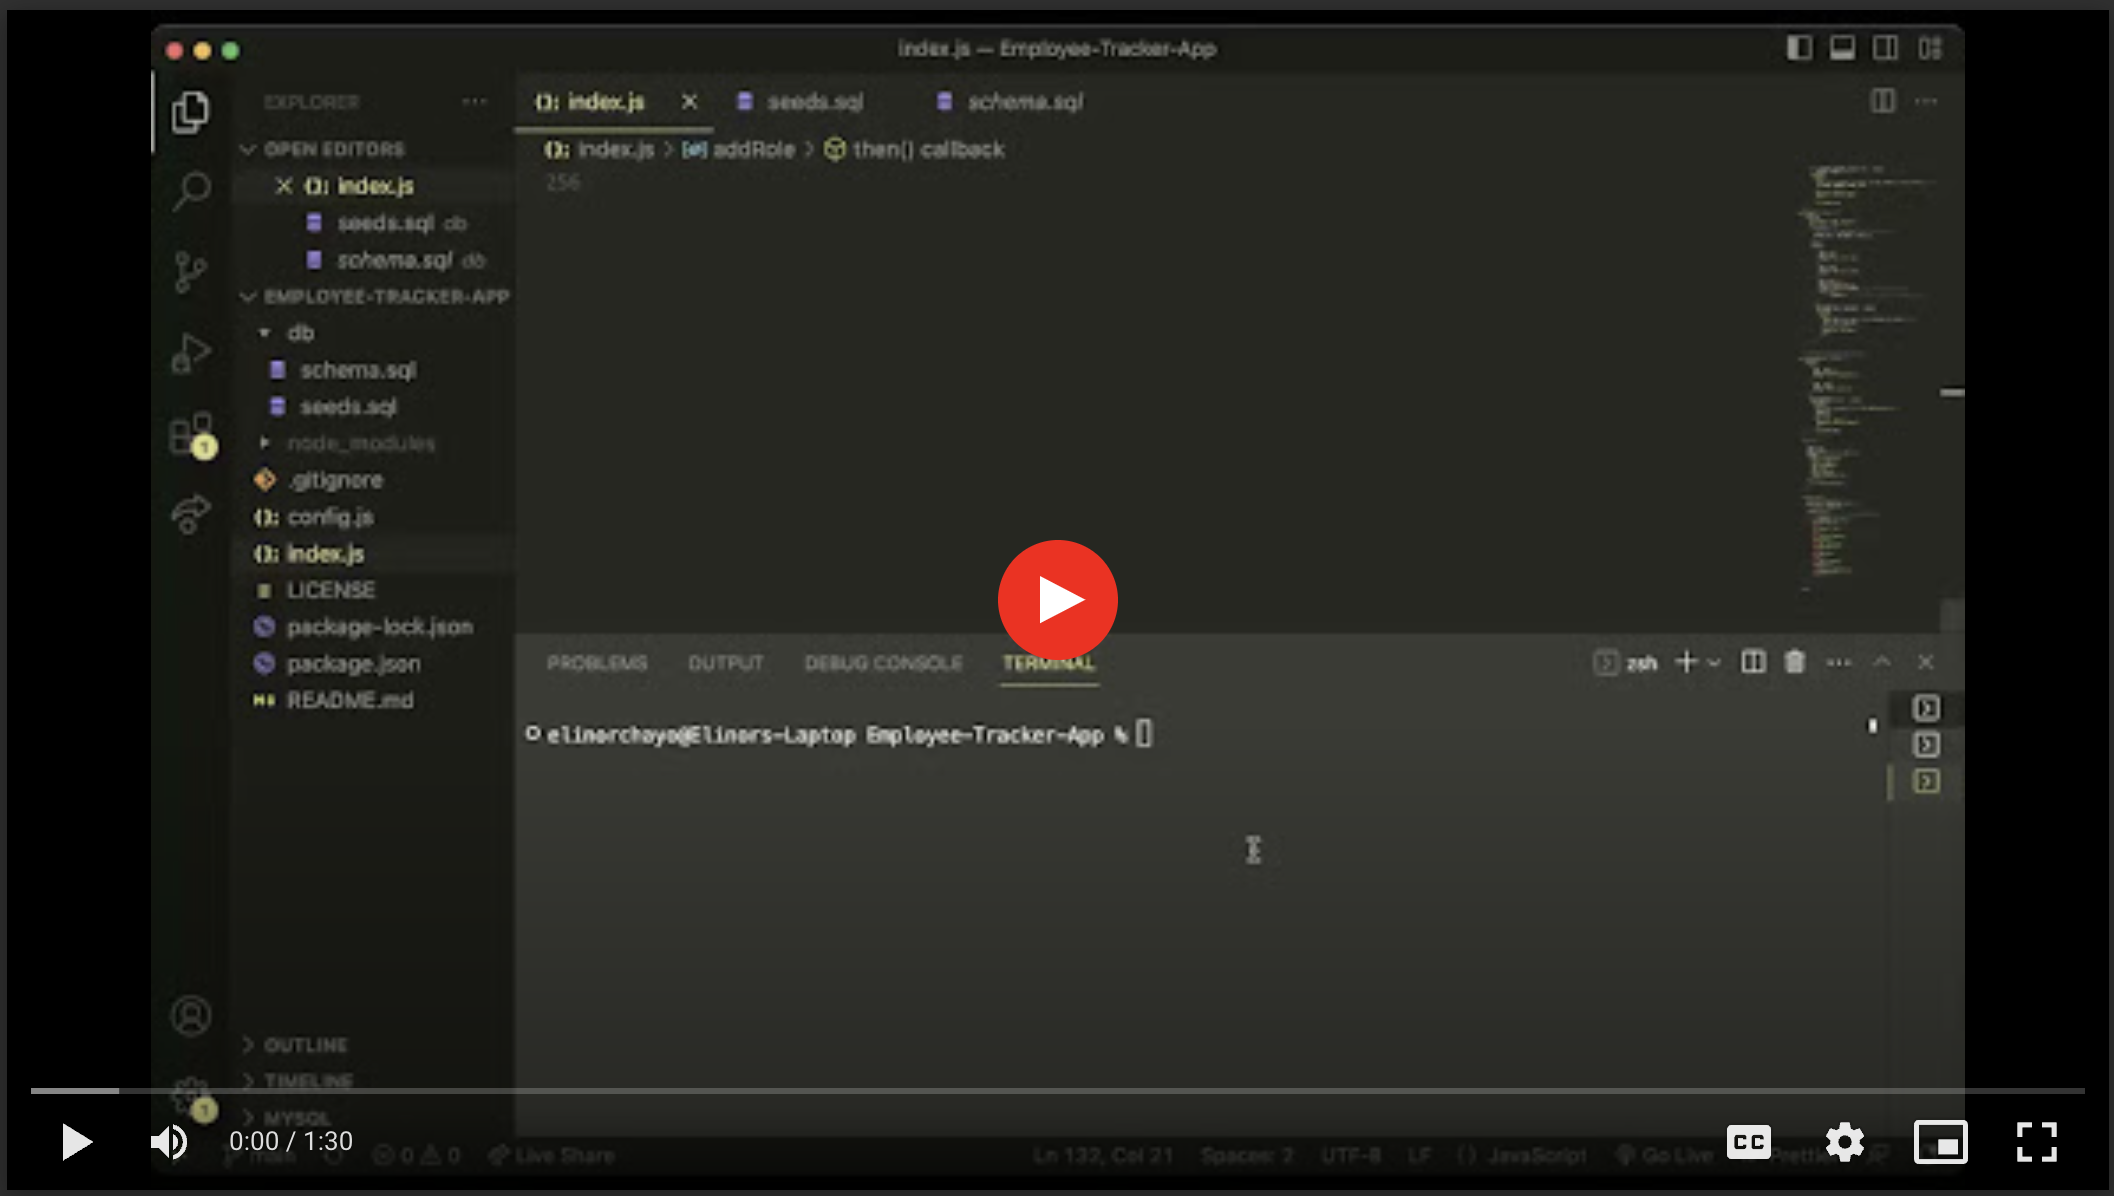 index.js — Employee-Tracker-App
EXPLORER
index.js
seeds.sql
schema.sql
OPEN EDITORS
index.js > addRole > then() callback
index.js
256
seeds.sql db
schema.sql db
EMPLOYEE-TRACKER-APP
db
schema.sql
seeds.sql
node_modules
1
.gitignore
config.js
index.js
LICENSE
package-lock.json
package.json
README.md
PROBLEMS
OUTPUT
DEBUG CONSOLE
TERMINAL
zsh
elinorchayo@Elinors-Laptop Employee-Tracker-App %
OUTLINE
TIMELINE
1
MYSQL
0:00 / 1:30
CC
0 0
Live Share
Ln 132, Col 21
Spaces: 2
UTF-8
LF
JavaScript
Go Live